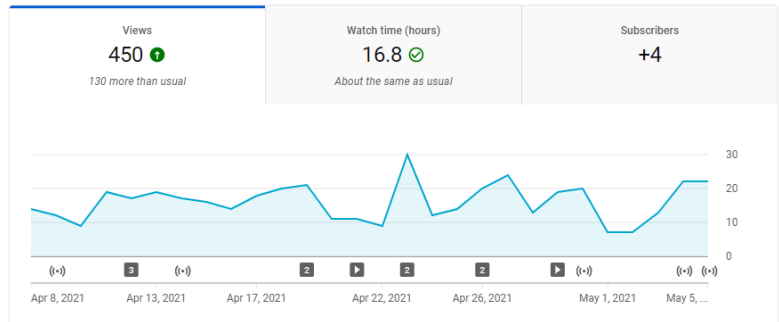 Views
450
130 more than usual
Watch time (hours)
16.8
About the same as usual
Subscribers
+4
30
20
10
0
3
2
2
2
Apr 8, 2021
Apr 13, 2021
Apr 17, 2021
Apr 22, 2021
Apr 26, 2021
May 1, 2021
May 5, ...